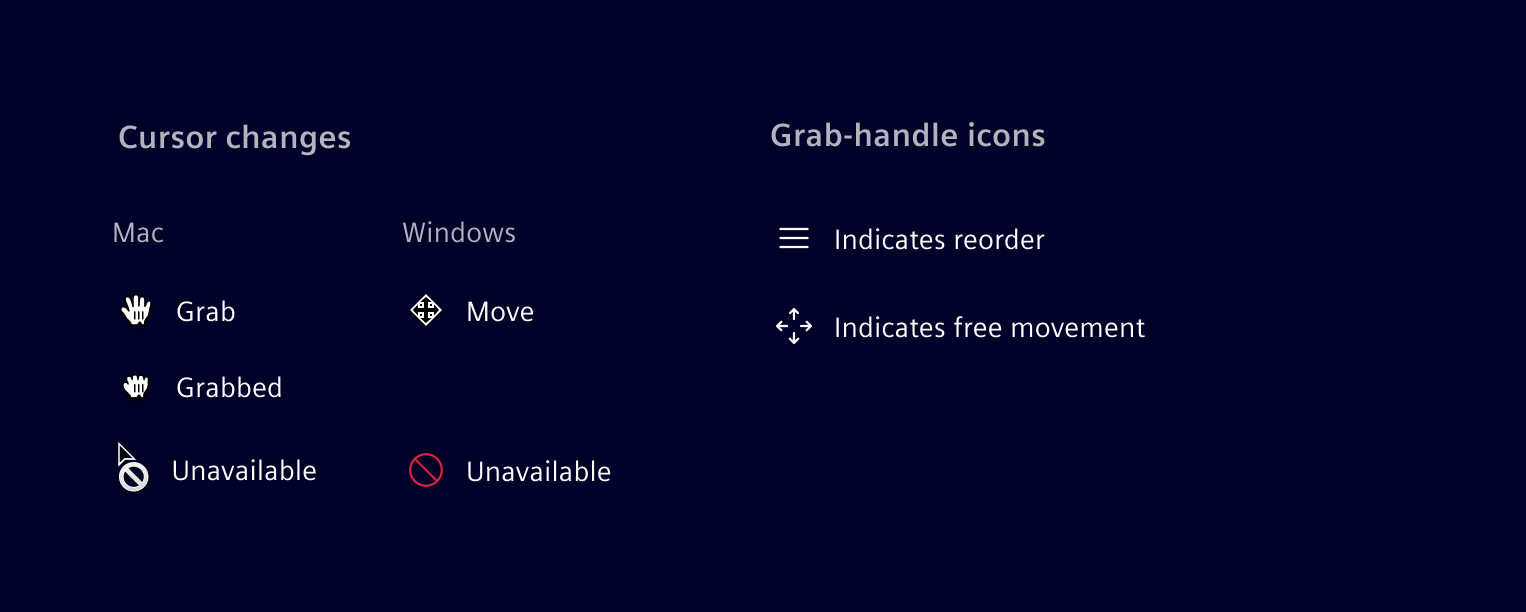 Cursor changes
Mac
Windows
Grab
Move
Grabbed
Unavailable
Unavailable
Grab-handle icons
Indicates reorder
Indicates free movement